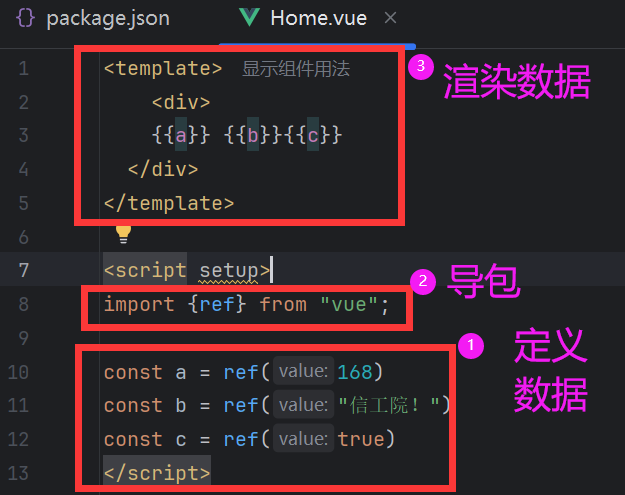 {} package.json Home.vue ×
1 <template> 显示组件用法
2 <div>
3 {{a}} {{b}}{{c}}
4 </div>
5 </template>
6
7 <script setup>
8 import {ref} from "vue";
9
10 const a = ref( value: 168)
11 const b = ref( value: "信工院！")
12 const c = ref( value: true)
13 </script>
3 渲染数据
2 导包
1 定义
数据